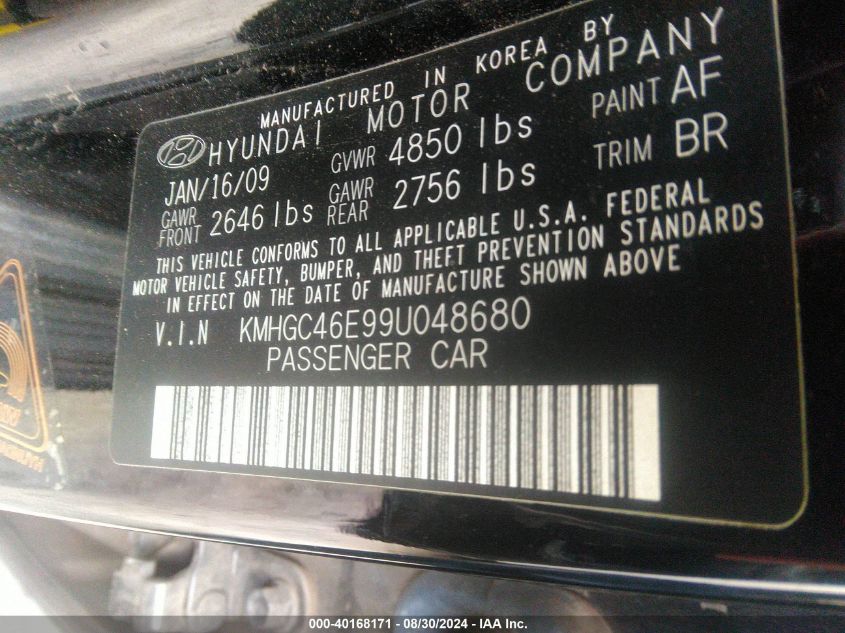 MANUFACTURED IN KOREA BY
HYUNDAI MOTOR COMPANY
JAN/16/09 GVWR 4850 lbs PAINT AF
GAWR FRONT 2646 lbs GAWR REAR 2756 lbs TRIM BR
THIS VEHICLE CONFORMS TO ALL APPLICABLE U.S.A. FEDERAL
MOTOR VEHICLE SAFETY, BUMPER, AND THEFT PREVENTION STANDARDS
IN EFFECT ON THE DATE OF MANUFACTURE SHOWN ABOVE
V.I.N KMHGC46E99U048680
PASSENGER CAR
000-40168171 - 08/30/2024 - IAA Inc.